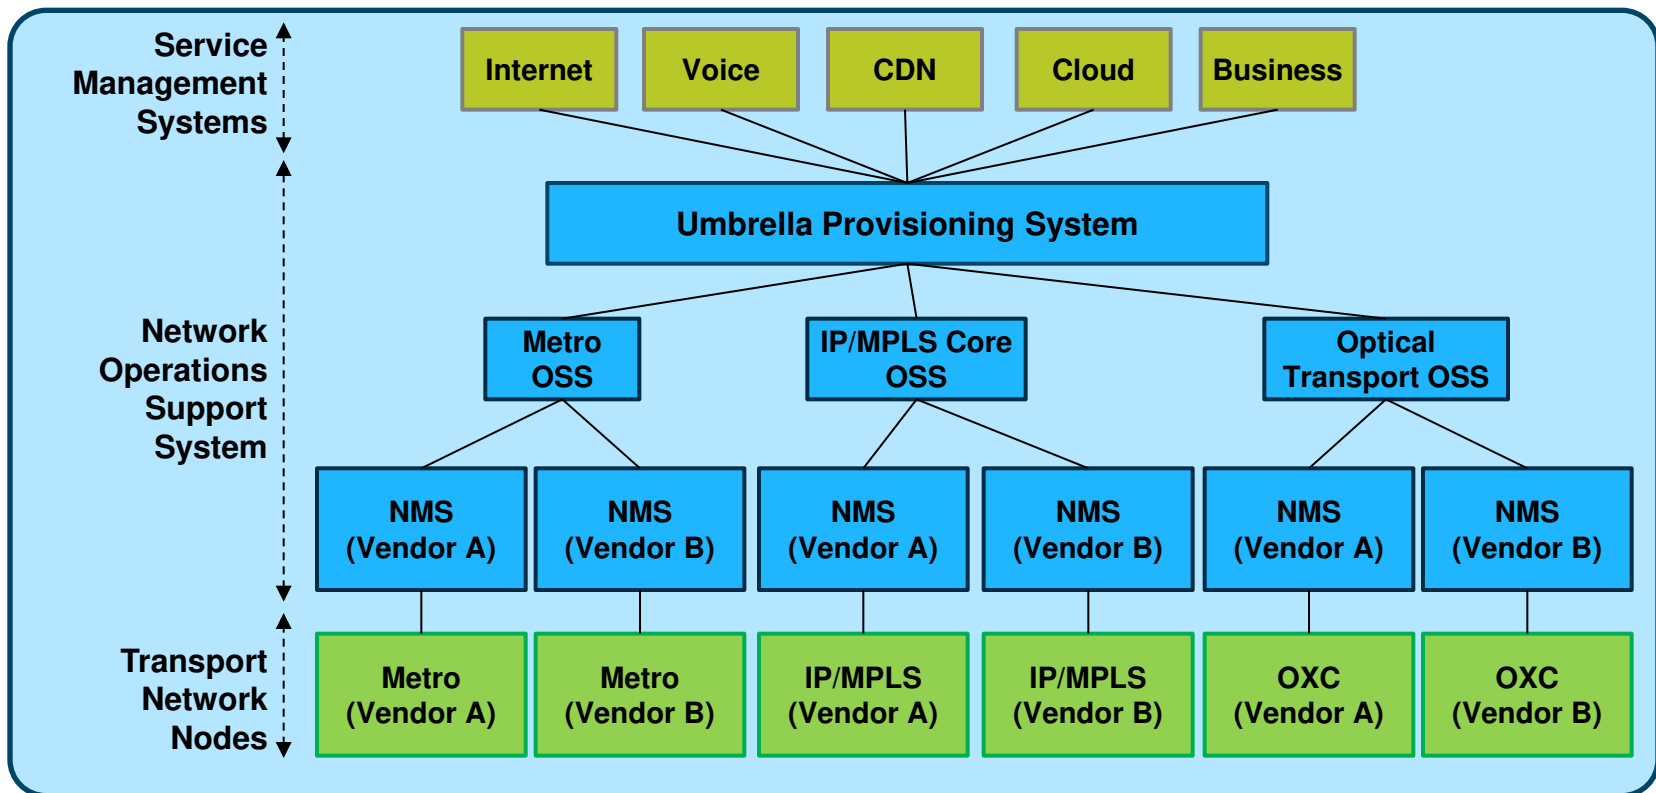 Service
Management
Systems
Internet
Voice
CDN
Cloud
Business
Umbrella Provisioning System
Network
Operations
Support
System
Metro
OSS
IP/MPLS Core
OSS
Optical
Transport OSS
NMS
(Vendor A)
NMS
(Vendor B)
NMS
(Vendor A)
NMS
(Vendor B)
NMS
(Vendor A)
NMS
(Vendor B)
Transport
Network
Nodes
Metro
(Vendor A)
Metro
(Vendor B)
IP/MPLS
(Vendor A)
IP/MPLS
(Vendor B)
OXC
(Vendor A)
OXC
(Vendor B)